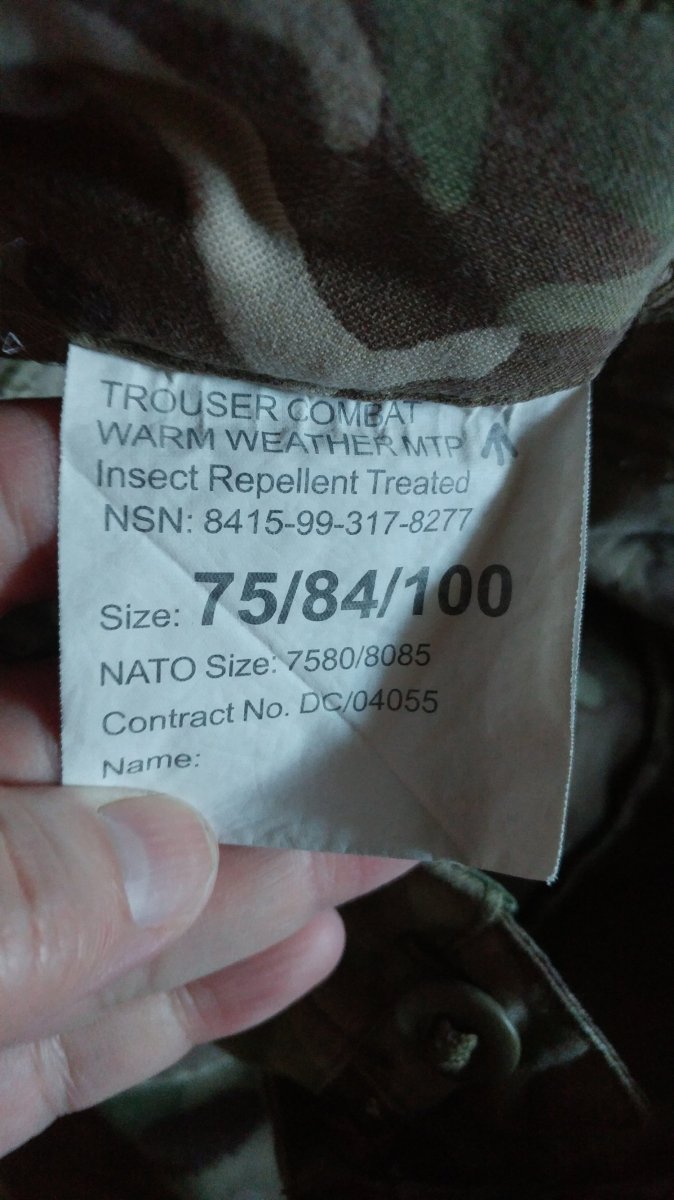 TROUSER COMBAT
WARM WEATHER MTP
Insect Repellent Treated
NSN: 8415-99-317-8277
Size: 75/84/100
NATO Size: 7580/8085
Contract No. DC/04055
Name: